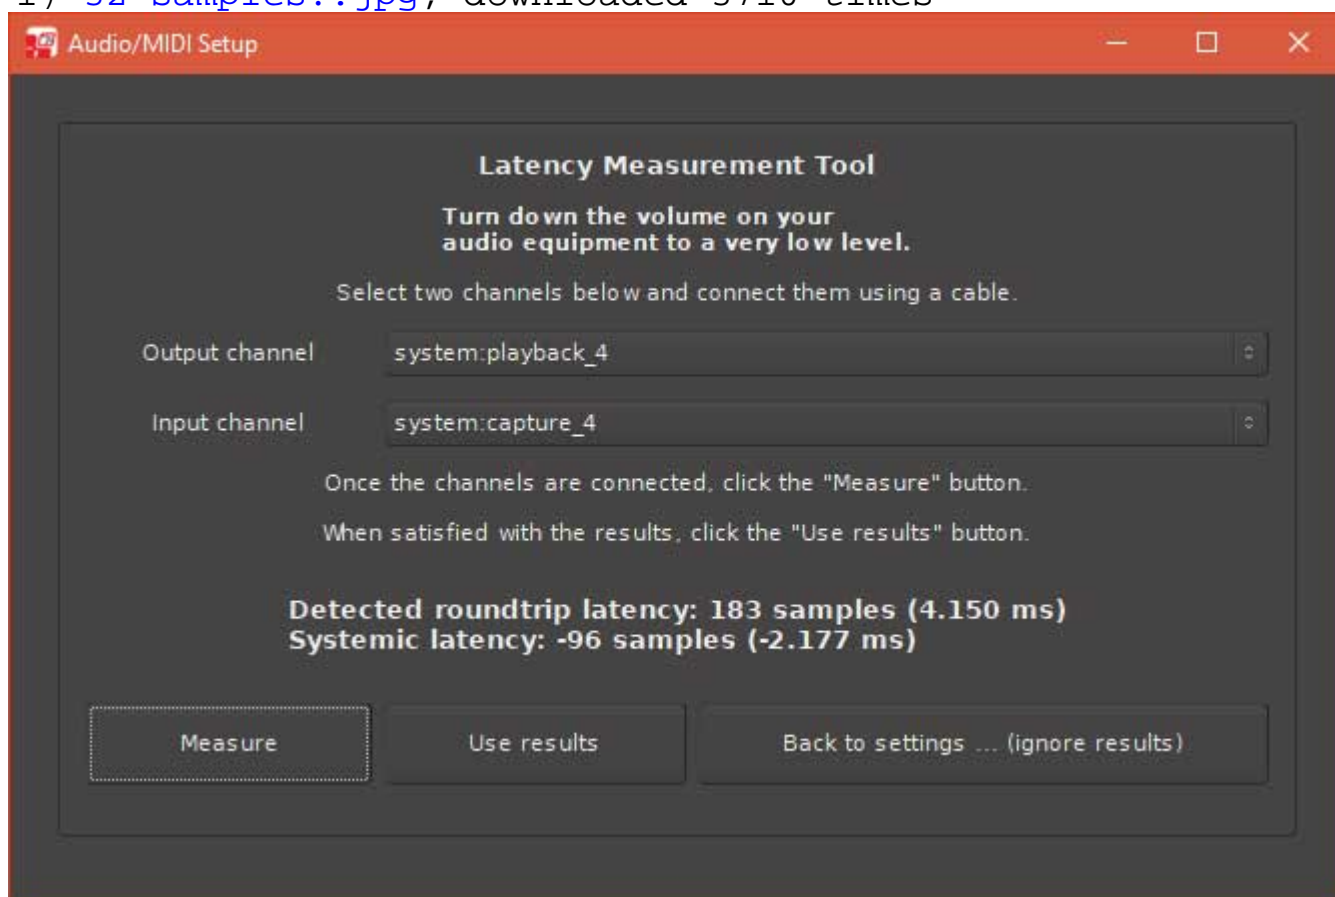 Audio/MIDI Setup
Latency Measurement Tool
Turn down the volume on your
audio equipment to a very low level.
Select two channels below and connect them using a cable.
Output channel system:playback_4
Input channel system:capture_4
Once the channels are connected, click the "Measure" button.
When satisfied with the results, click the "Use results" button.
Detected roundtrip latency: 183 samples (4.150 ms)
Systemic latency: -96 samples (-2.177 ms)
Measure Use results Back to settings ... (ignore results)